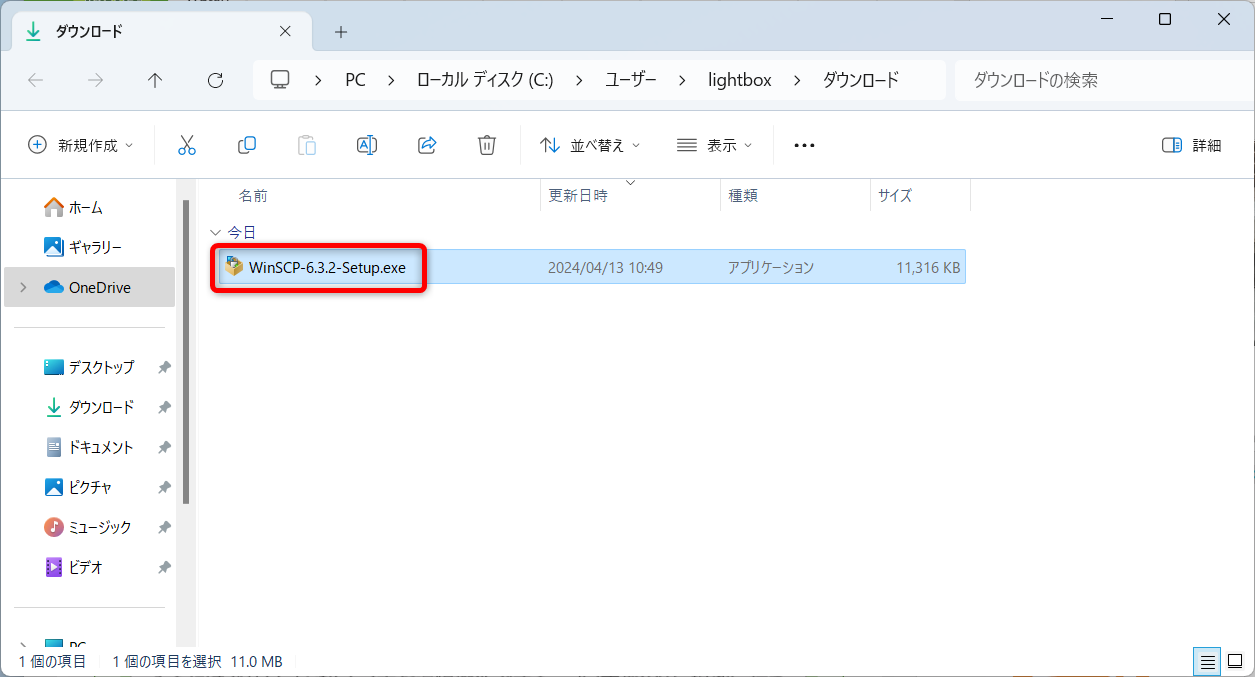 ダウンロード
PC ローカル ディスク (C:) ユーザー lightbox ダウンロード ダウンロードの検索
新規作成 並べ替え 表示 詳細
名前 更新日時 種類 サイズ
今日
WinSCP-6.3.2-Setup.exe 2024/04/13 10:49 アプリケーション 11,316 KB
ホーム
ギャラリー
OneDrive
デスクトップ
ダウンロード
ドキュメント
ピクチャ
ミュージック
ビデオ
PC
1 個の項目 1 個の項目を選択 11.0 MB